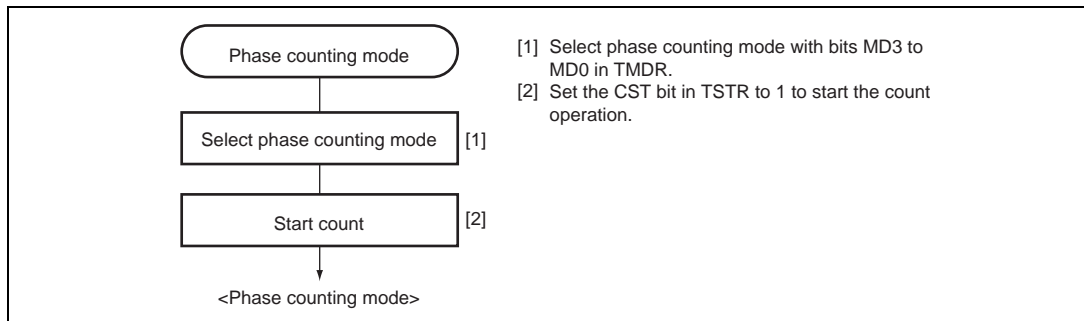 Phase counting mode
Select phase counting mode [1]
Start count [2]
<Phase counting mode>
[1] Select phase counting mode with bits MD3 to
MD0 in TMDR.
[2] Set the CST bit in TSTR to 1 to start the count
operation.